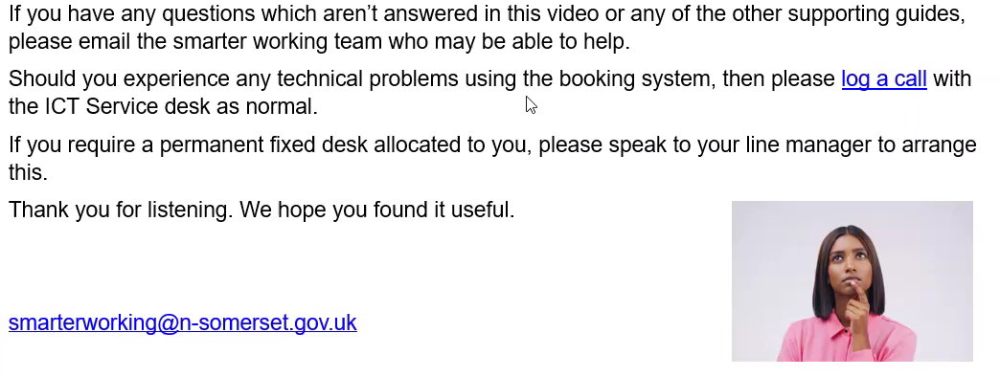 If you have any questions which aren’t answered in this video or any of the other supporting guides,
please email the smarter working team who may be able to help.
Should you experience any technical problems using the booking system, then please log a call with
the ICT Service desk as normal.
If you require a permanent fixed desk allocated to you, please speak to your line manager to arrange
this.
Thank you for listening. We hope you found it useful.
smarterworking@n-somerset.gov.uk